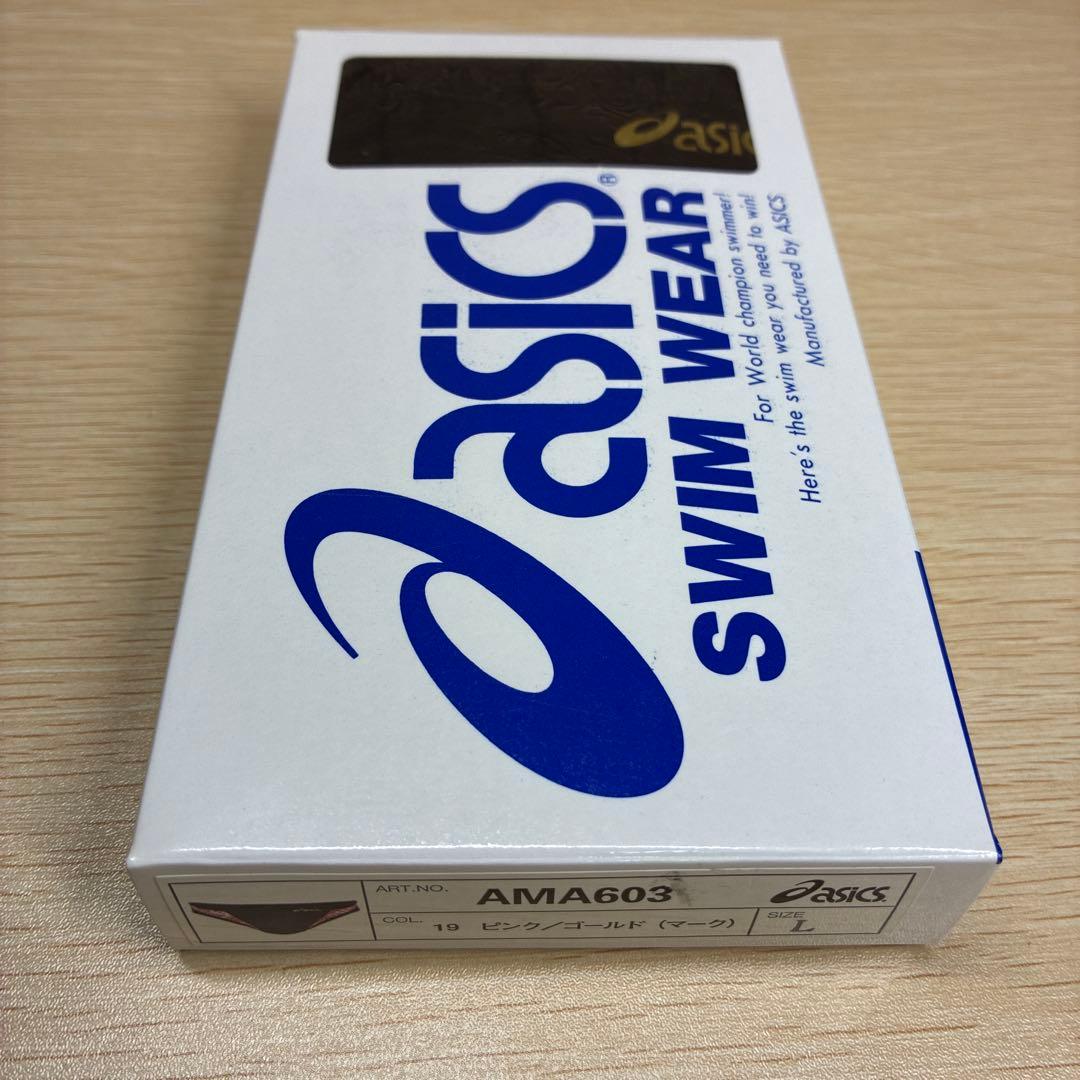 asic
asics®
SWIM WEAR
For World champion swimmer!
Here's the swim wear you need to win!
Manufactured by ASICS
ART.NO. AMA603 asics
COL. 19 ピンク/ゴールド (マーク) SIZE L